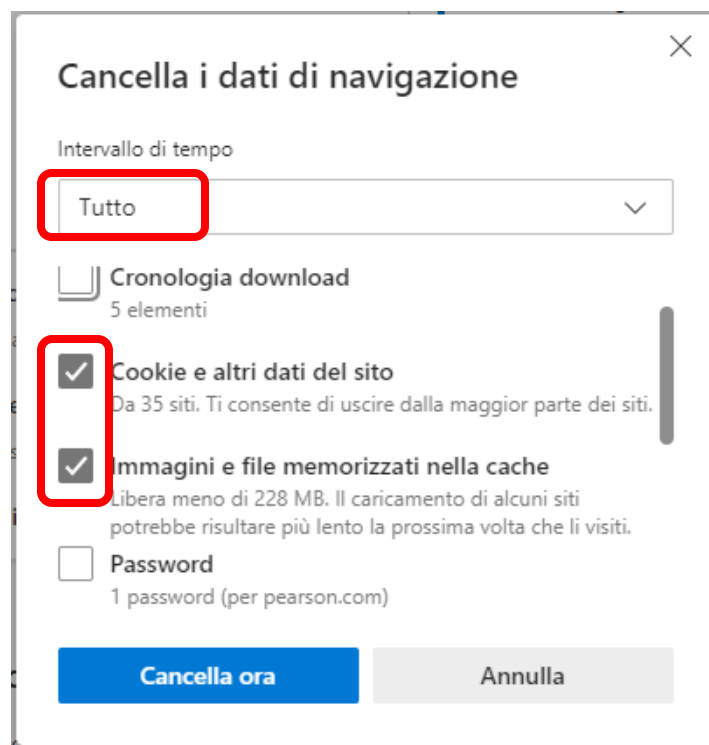 Cancella i dati di navigazione
Intervallo di tempo
Tutto
Cronologia download
5 elementi
Cookie e altri dati del sito
Da 35 siti. Ti consente di uscire dalla maggior parte dei siti.
Immagini e file memorizzati nella cache
Libera meno di 228 MB. Il caricamento di alcuni siti
potrebbe risultare più lento la prossima volta che li visiti.
Password
1 password (per pearson.com)
Cancella ora
Annulla